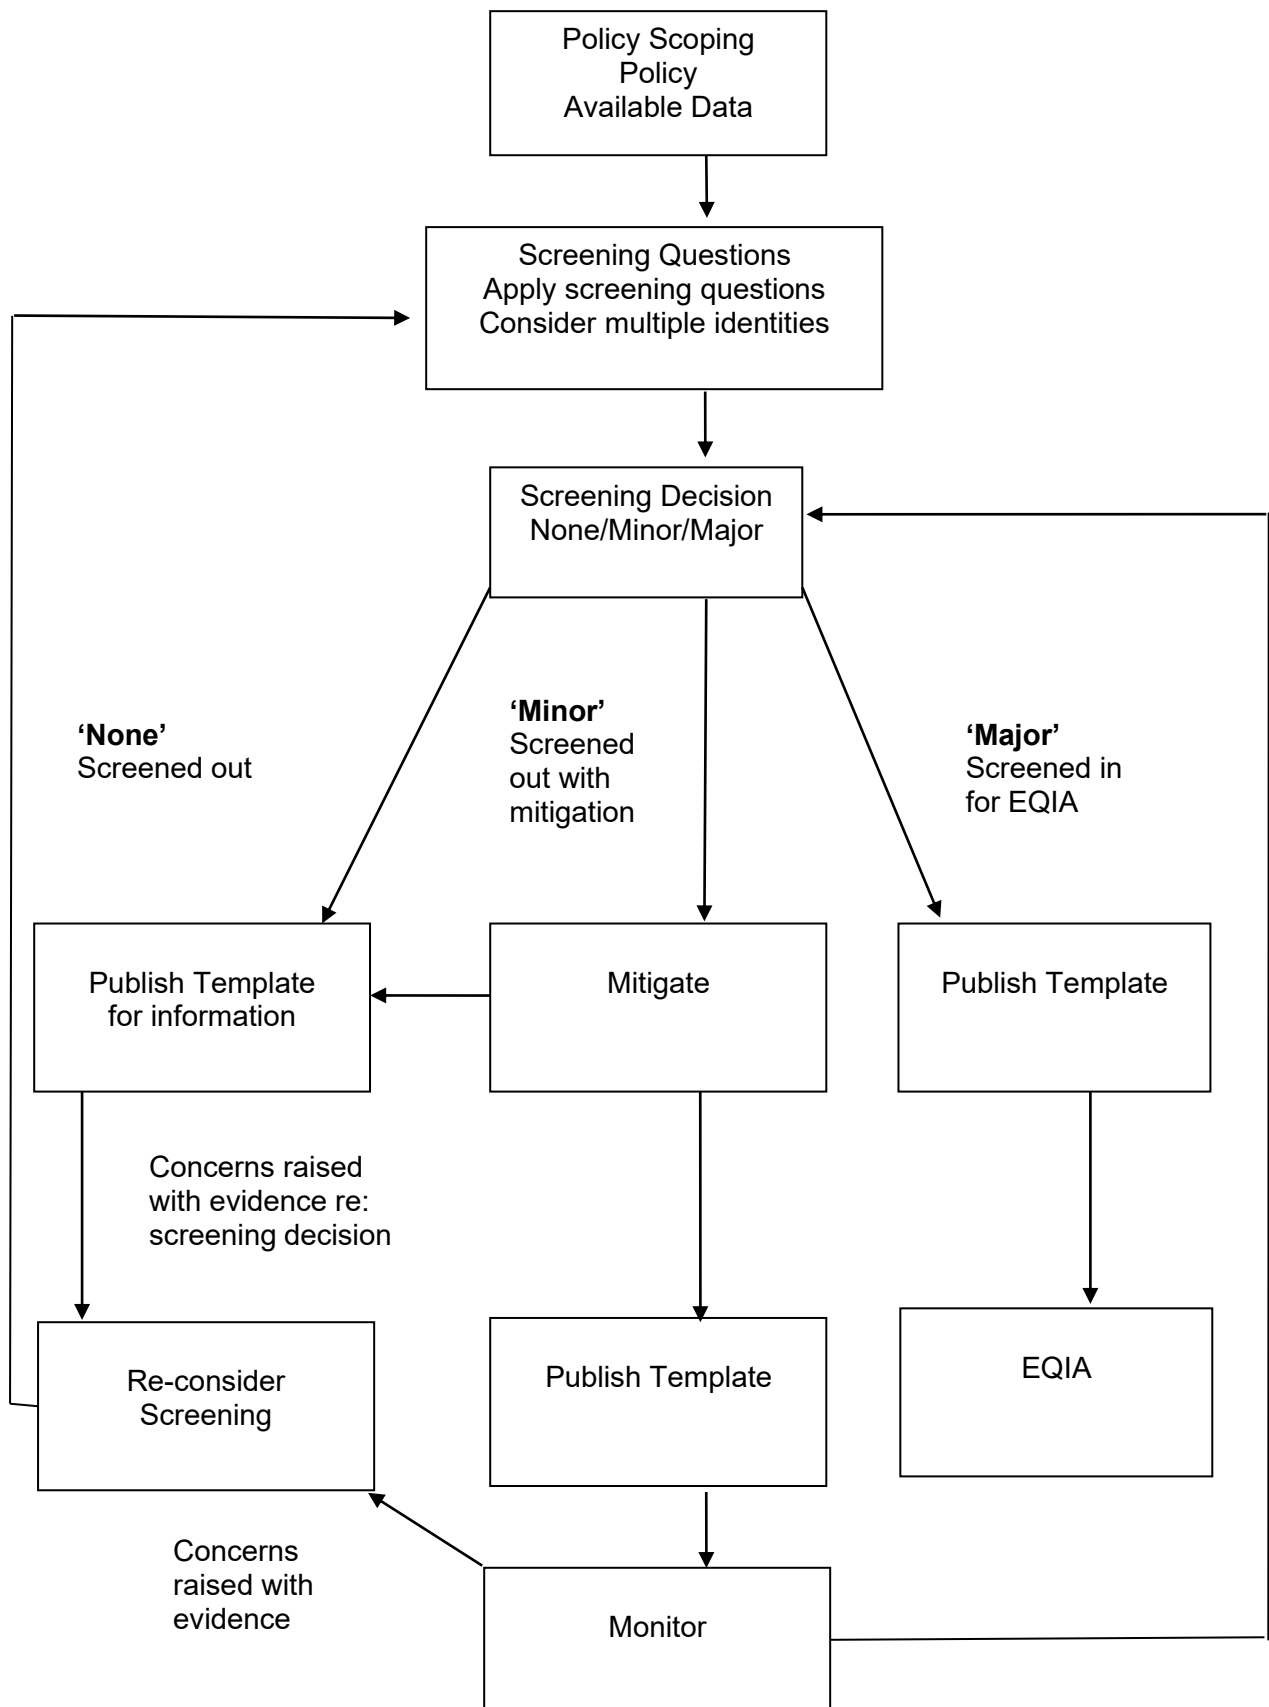 Policy Scoping
Policy
Available Data
Screening Questions
Apply screening questions
Consider multiple identities
Screening Decision
None/Minor/Major
‘None’
Screened out
‘Minor’
Screened
out with
mitigation
‘Major’
Screened in
for EQIA
Publish Template
for information
Mitigate
Publish Template
Concerns raised
with evidence re:
screening decision
Re-consider
Screening
Publish Template
EQIA
Concerns
raised with
evidence
Monitor